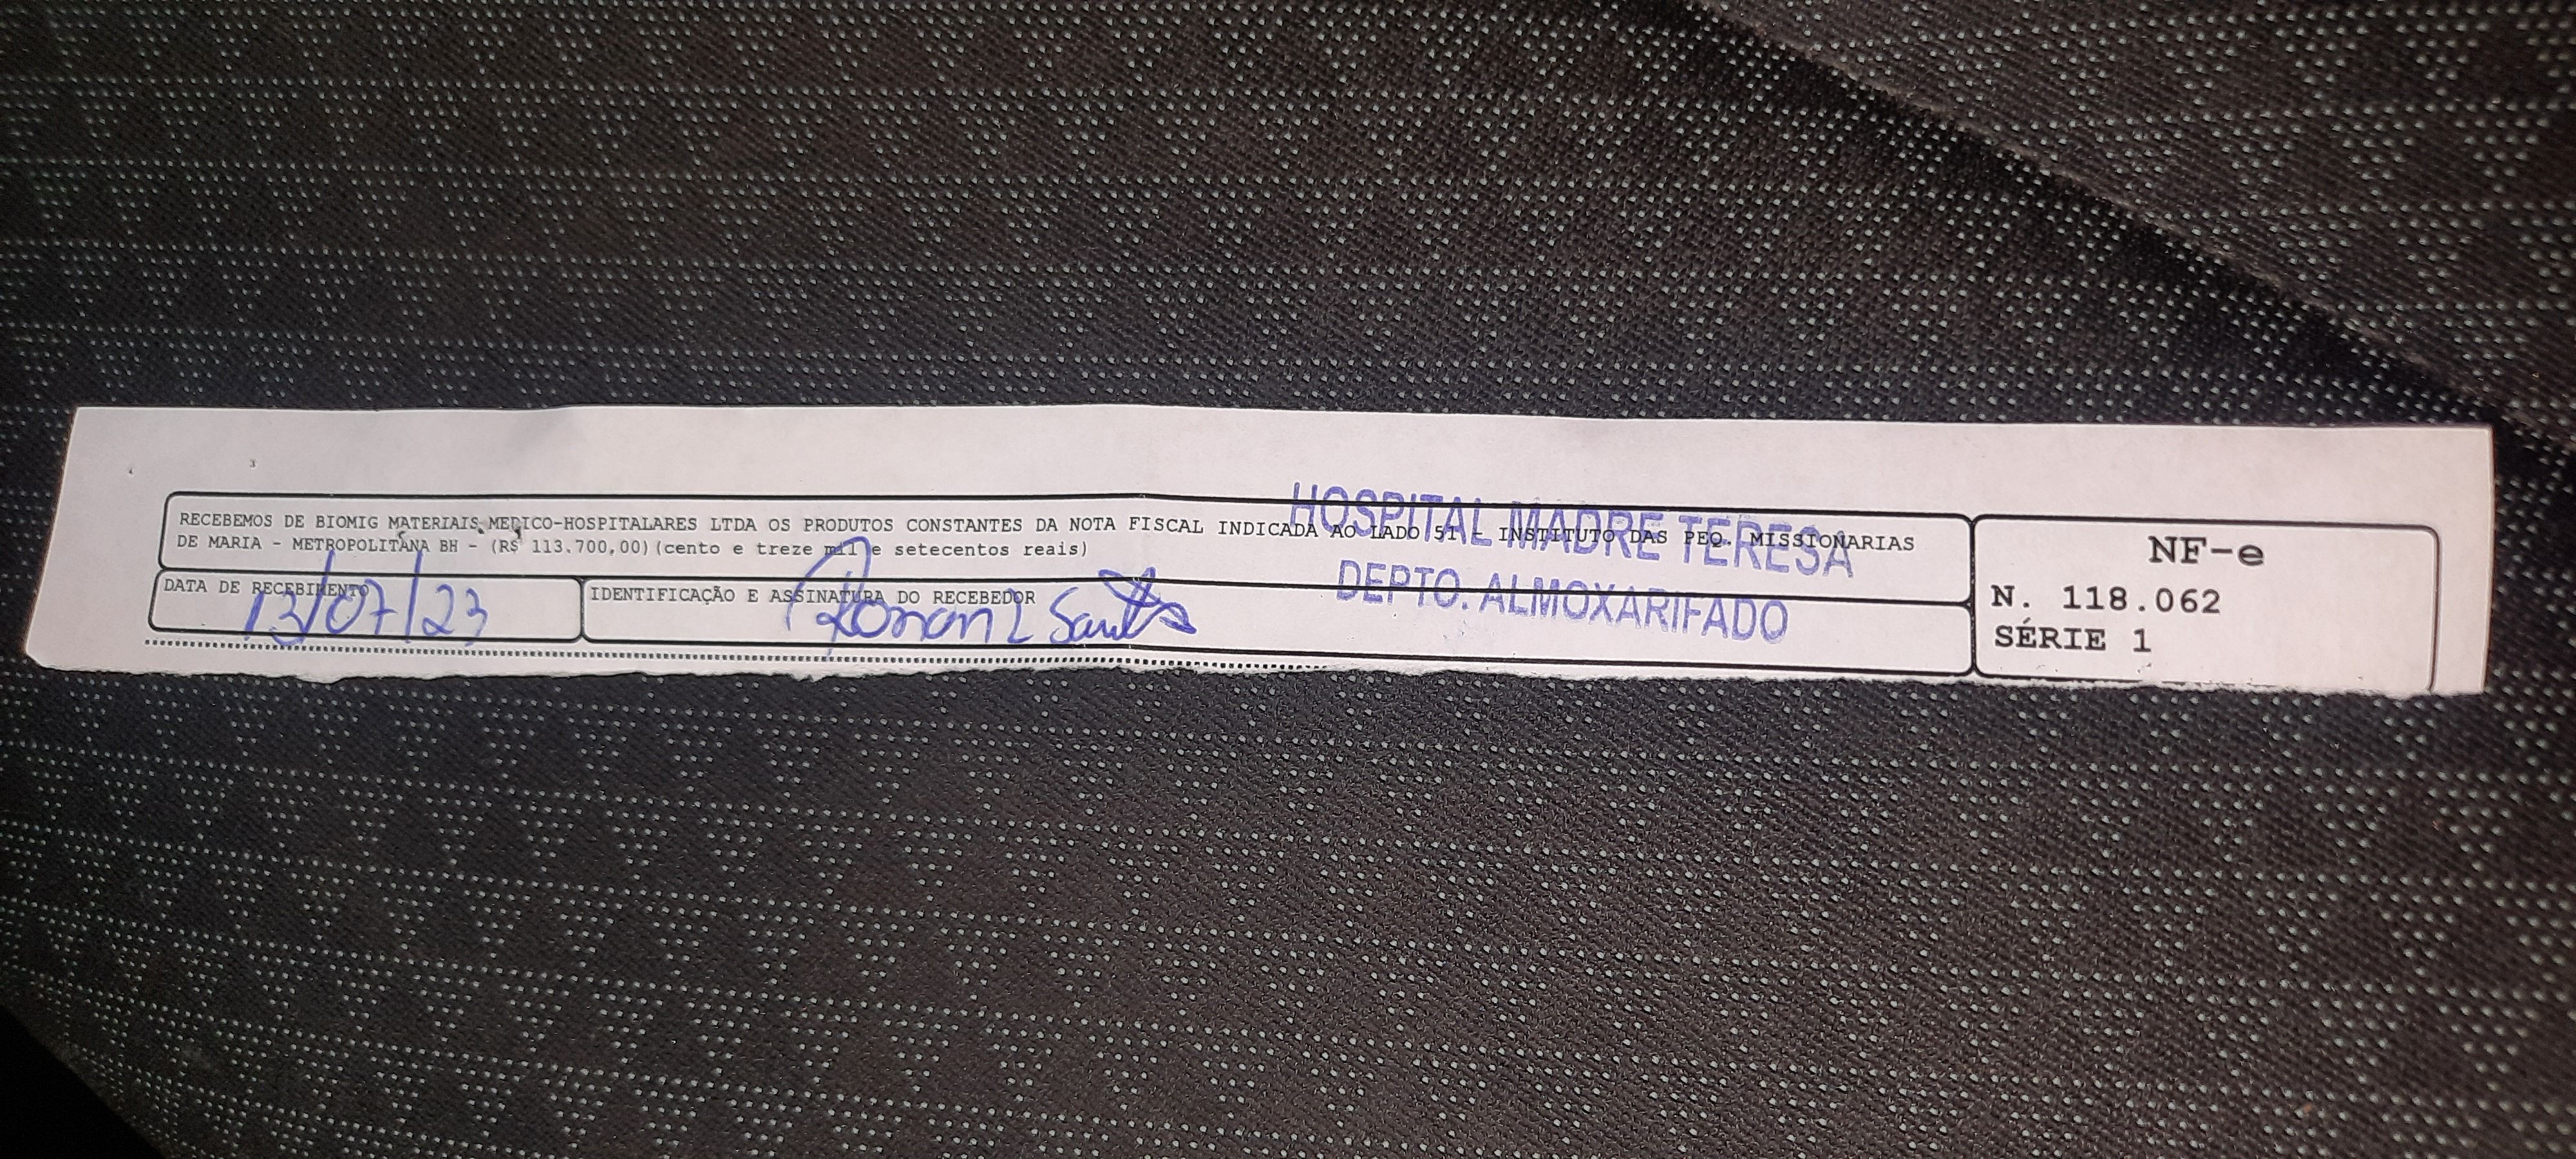 RECEBEMOS DE BIOMIG MATERIAIS MEDICO-HOSPITALARES LTDA OS PRODUTOS CONSTANTES DA NOTA FISCAL INDICADA AO LADO 51 - INSTITUTO DAS PEQ. MISSIONARIAS
DE MARIA - METROPOLITANA BH - (R$ 113.700,00)(cento e treze mil e setecentos reais)
HOSPITAL MADRE TERESA
DEPTO. ALMOXARIFADO
DATA DE RECEBIMENTO
13/07/23
IDENTIFICAÇÃO E ASSINATURA DO RECEBEDOR
Ronan L Santos
NF-e
N. 118.062
SÉRIE 1